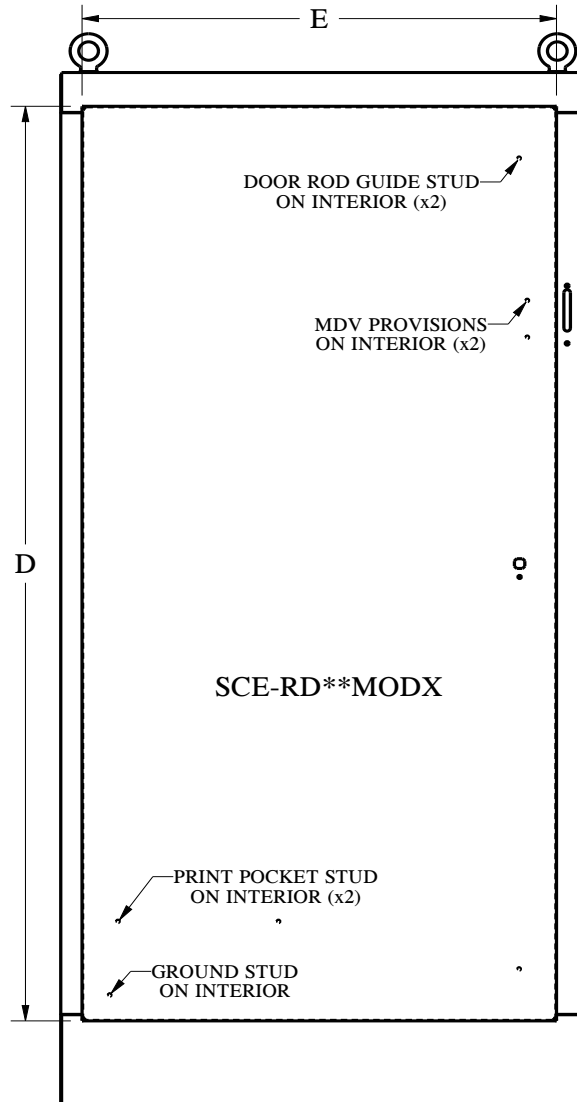 E
DOOR ROD GUIDE STUD
ON INTERIOR (x2)
MDV PROVISIONS
ON INTERIOR (x2)
D
SCE-RD**MODX
PRINT POCKET STUD
ON INTERIOR (x2)
GROUND STUD
ON INTERIOR